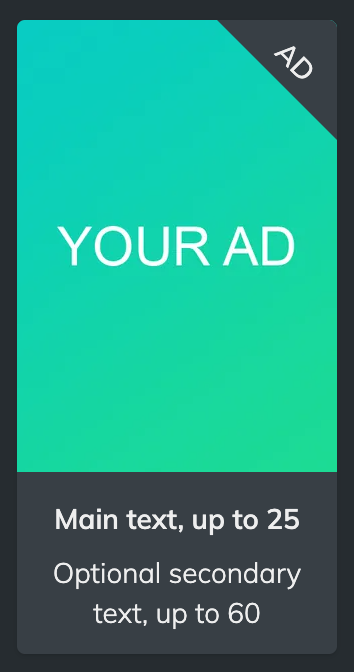 AD
YOUR AD
Main text, up to 25
Optional secondary
text, up to 60